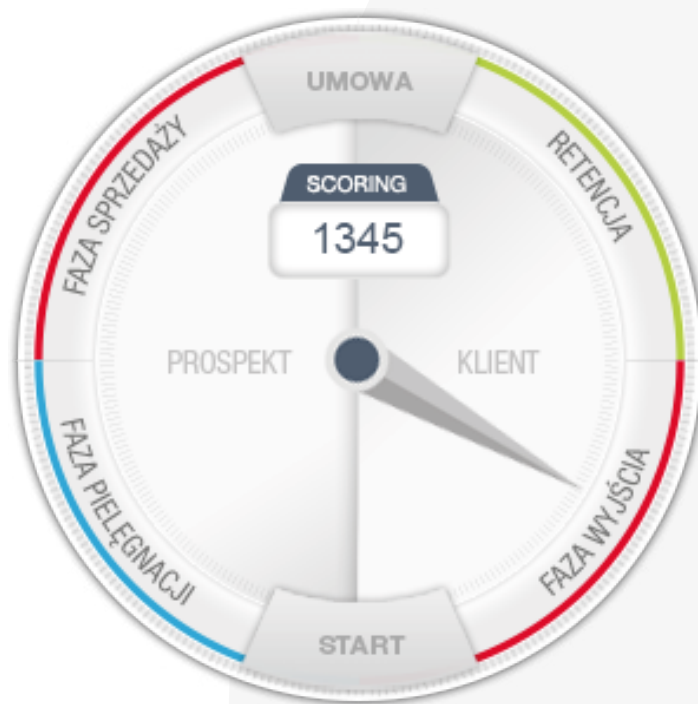 UMOWA
FAZA SPRZEDAŻY
RETENCJA
SCORING
1345
PROSPEKT
KLIENT
FAZA PIELĘGNACJI
FAZA WYJŚCIA
START